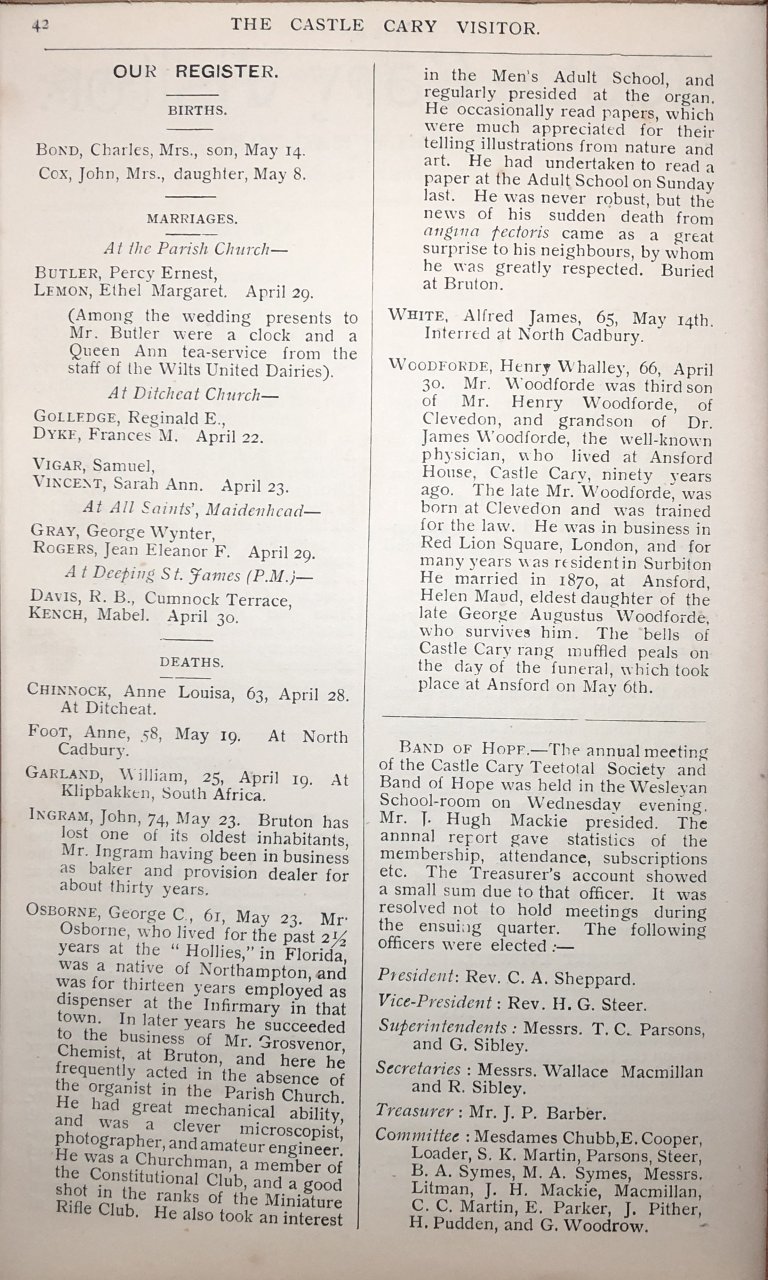 42
THE CASTLE CARY VISITOR.
OUR REGISTER.
BIRTHS.
BOND, Charles, Mrs., son, May 14.
COX, John, Mrs., daughter, May 8.
MARRIAGES.
At the Parish Church—
BUTLER, Percy Ernest,
LEMON, Ethel Margaret. April 29.
(Among the wedding presents to
Mr. Butler were a clock and a
Queen Ann tea-service from the
staff of the Wilts United Dairies).
At Ditcheat Church—
GOLLEDGE, Reginald E.,
DYKE, Frances M. April 22.
VIGAR, Samuel,
VINCENT, Sarah Ann. April 23.
At All Saints', Maidenhead—
GRAY, George Wynter,
ROGERS, Jean Eleanor F. April 29.
At Deeping St. James (P.M.)—
DAVIS, R. B., Cumnock Terrace,
KENCH, Mabel. April 30.
DEATHS.
CHINNOCK, Anne Louisa, 63, April 28.
At Ditcheat.
FOOT, Anne, 58, May 19. At North
Cadbury.
GARLAND, William, 25, April 19. At
Klipbakken, South Africa.
INGRAM, John, 74, May 23. Bruton has
lost one of its oldest inhabitants,
Mr. Ingram having been in business
as baker and provision dealer for
about thirty years.
OSBORNE, George C., 61, May 23. Mr.
Osborne, who lived for the past 2½
years at the "Hollies," in Florida,
was a native of Northampton, and
was for thirteen years employed as
dispenser at the Infirmary in that
town. In later years he succeeded
to the business of Mr. Grosvenor,
Chemist, at Bruton, and here he
frequently acted in the absence of
the organist in the Parish Church.
He had great mechanical ability,
and was a clever microscopist,
photographer, and amateur engineer.
He was a Churchman, a member of
the Constitutional Club, and a good
shot in the ranks of the Miniature
Rifle Club. He also took an interest
in the Men's Adult School, and
regularly presided at the organ.
He occasionally read papers, which
were much appreciated for their
telling illustrations from nature and
art. He had undertaken to read a
paper at the Adult School on Sunday
last. He was never robust, but the
news of his sudden death from
angina pectoris came as a great
surprise to his neighbours, by whom
he was greatly respected. Buried
at Bruton.
WHITE, Alfred James, 65, May 14th.
Interred at North Cadbury.
WOODFORDE, Henry Whalley, 66, April
30. Mr. Woodforde was third son
of Mr. Henry Woodforde, of
Clevedon, and grandson of Dr.
James Woodforde, the well-known
physician, who lived at Ansford
House, Castle Cary, ninety years
ago. The late Mr. Woodforde, was
born at Clevedon and was trained
for the law. He was in business in
Red Lion Square, London, and for
many years was resident in Surbiton
He married in 1870, at Ansford,
Helen Maud, eldest daughter of the
late George Augustus Woodforde,
who survives him. The bells of
Castle Cary rang muffled peals on
the day of the funeral, which took
place at Ansford on May 6th.
BAND OF HOPE.—The annual meeting
of the Castle Cary Teetotal Society and
Band of Hope was held in the Wesleyan
School-room on Wednesday evening.
Mr. J. Hugh Mackie presided. The
annnal report gave statistics of the
membership, attendance, subscriptions
etc. The Treasurer's account showed
a small sum due to that officer. It was
resolved not to hold meetings during
the ensuing quarter. The following
officers were elected :—
President: Rev. C. A. Sheppard.
Vice-President : Rev. H. G. Steer.
Superintendents : Messrs. T. C. Parsons,
and G. Sibley.
Secretaries : Messrs. Wallace Macmillan
and R. Sibley.
Treasurer : Mr. J. P. Barber.
Committee : Mesdames Chubb, E. Cooper,
Loader, S. K. Martin, Parsons, Steer,
B. A. Symes, M. A. Symes, Messrs.
Litman, J. H. Mackie, Macmillan,
C. C. Martin, E. Parker, J. Pither,
H. Pudden, and G. Woodrow.